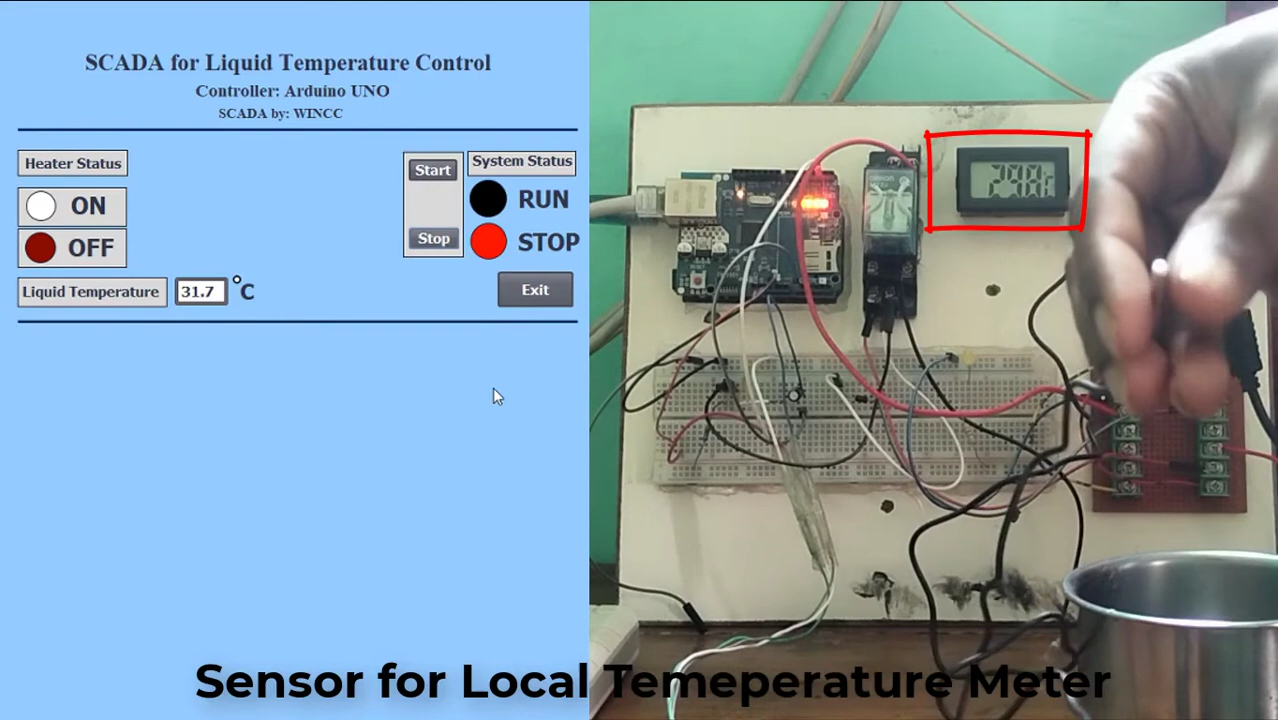 SCADA for Liquid Temperature Control
Controller: Arduino UNO
SCADA by: WINCC
Heater Status
Start
System Status
ON
RUN
OFF
Stop
STOP
Liquid Temperature 31.7 °C
Exit
Sensor for Local Temeperature Meter